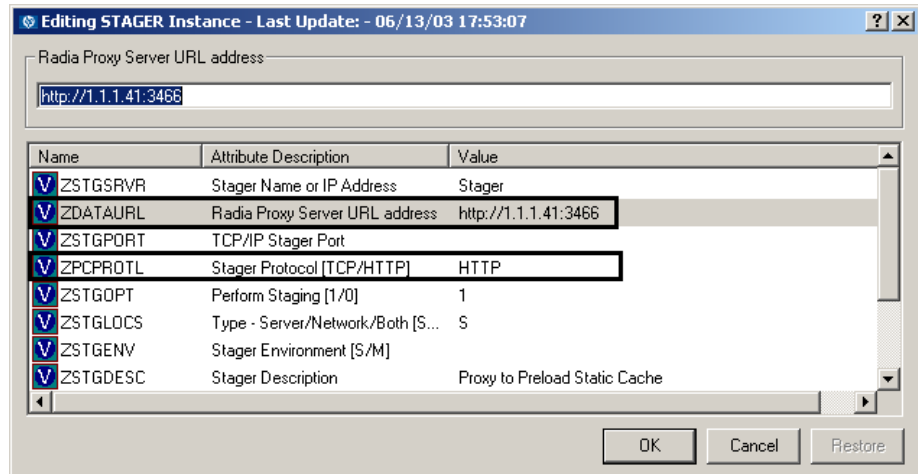 Editing STAGER Instance - Last Update: - 06/13/03 17:53:07
Radia Proxy Server URL address
http://1.1.1.41:3466
Name Attribute Description Value
V ZSTGSRVR Stager Name or IP Address Stager
V ZDATAURL Radia Proxy Server URL address http://1.1.1.41:3466
V ZSTGPORT TCP/IP Stager Port
V ZPCPROTL Stager Protocol [TCP/HTTP] HTTP
V ZSTGOPT Perform Staging [1/0] 1
V ZSTGLOCS Type - Server/Network/Both [S... S
V ZSTGENV Stager Environment [S/M]
V ZSTGDESC Stager Description Proxy to Preload Static Cache
OK Cancel Restore